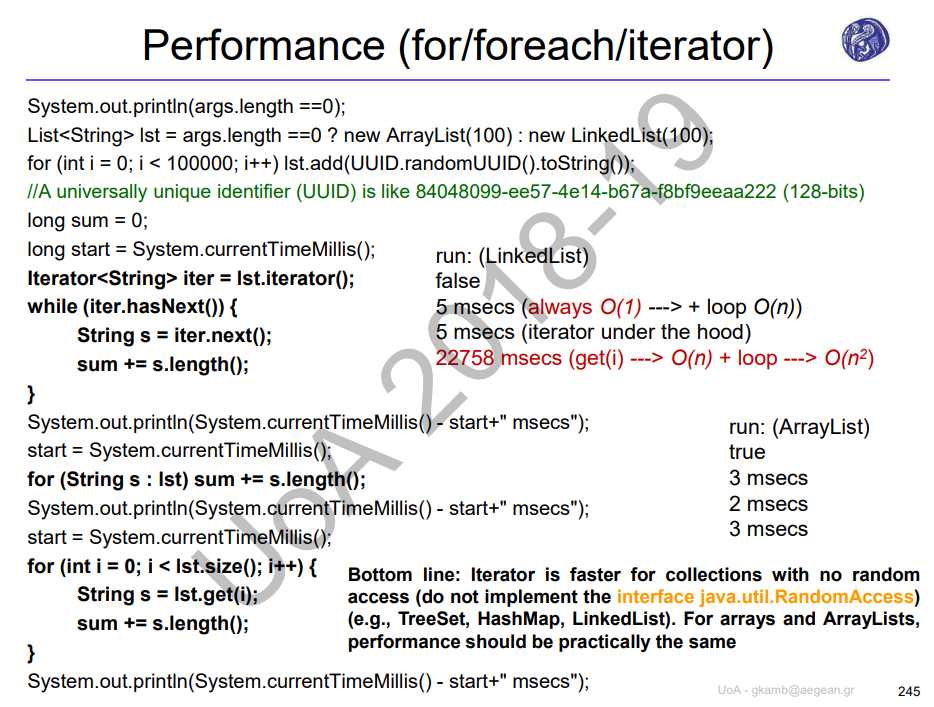 Performance (for/foreach/iterator)
System.out.println(args.length ==0);
List<String> lst = args.length ==0 ? new ArrayList(100) : new LinkedList(100);
for (int i = 0; i < 100000; i++) lst.add(UUID.randomUUID().toString());
//A universally unique identifier (UUID) is like 84048099-ee57-4e14-b67a-f8bf9eeaa222 (128-bits)
long sum = 0;
long start = System.currentTimeMillis();
Iterator<String> iter = lst.iterator();
while (iter.hasNext()) {
String s = iter.next();
sum += s.length();
}
System.out.println(System.currentTimeMillis() - start+" msecs");
start = System.currentTimeMillis();
for (String s : lst) sum += s.length();
System.out.println(System.currentTimeMillis() - start+" msecs");
start = System.currentTimeMillis();
for (int i = 0; i < lst.size(); i++) {
String s = lst.get(i);
sum += s.length();
}
System.out.println(System.currentTimeMillis() - start+" msecs");
run: (LinkedList)
false
5 msecs (always O(1) ---> + loop O(n))
5 msecs (iterator under the hood)
22758 msecs (get(i) ---> O(n) + loop ---> O(n²)
run: (ArrayList)
true
3 msecs
2 msecs
3 msecs
Bottom line: Iterator is faster for collections with no random
access (do not implement the interface java.util.RandomAccess)
(e.g., TreeSet, HashMap, LinkedList). For arrays and ArrayLists,
performance should be practically the same
UoA 2018-19
UoA - gkamb@aegean.gr
245